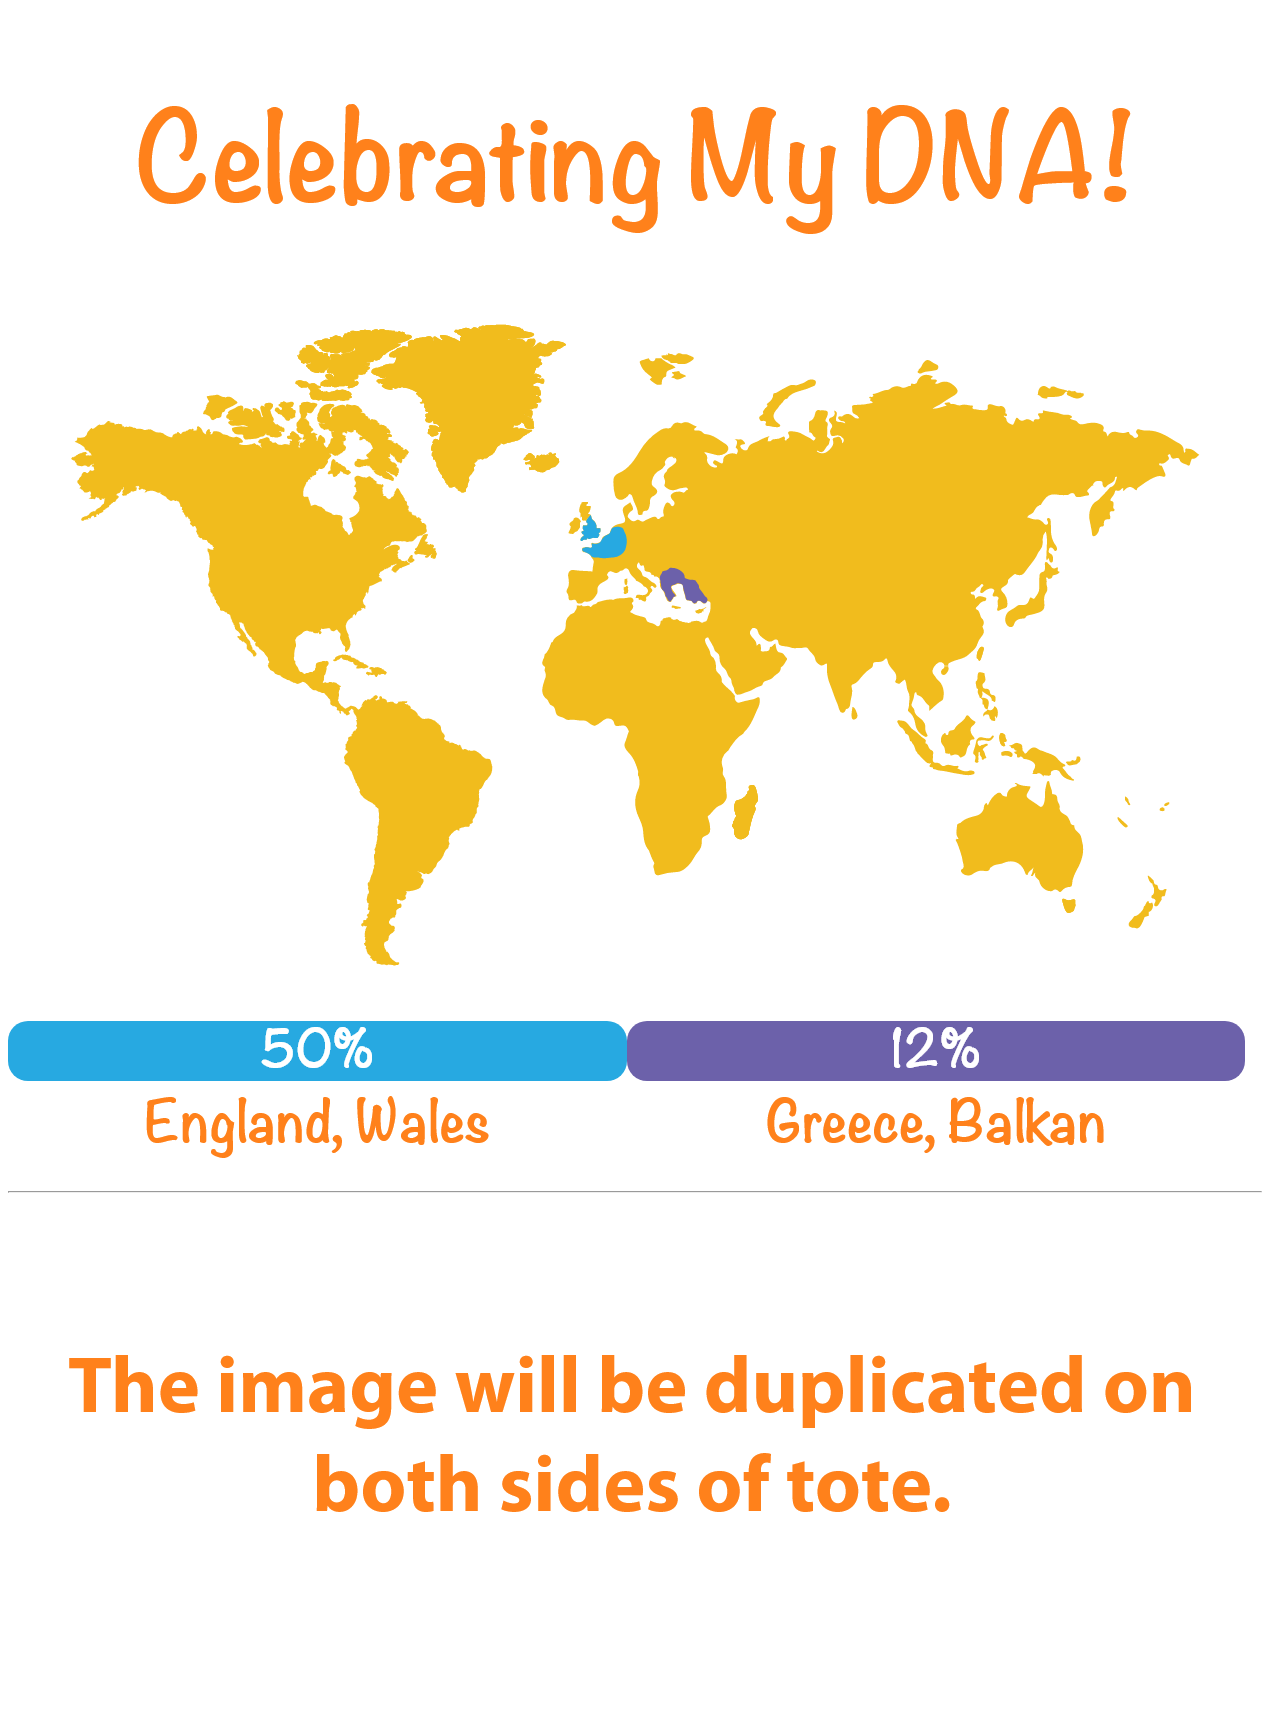 Celebrating My DNA!
50% 12%
England, Wales Greece, Balkan
The image will be duplicated on
both sides of tote.